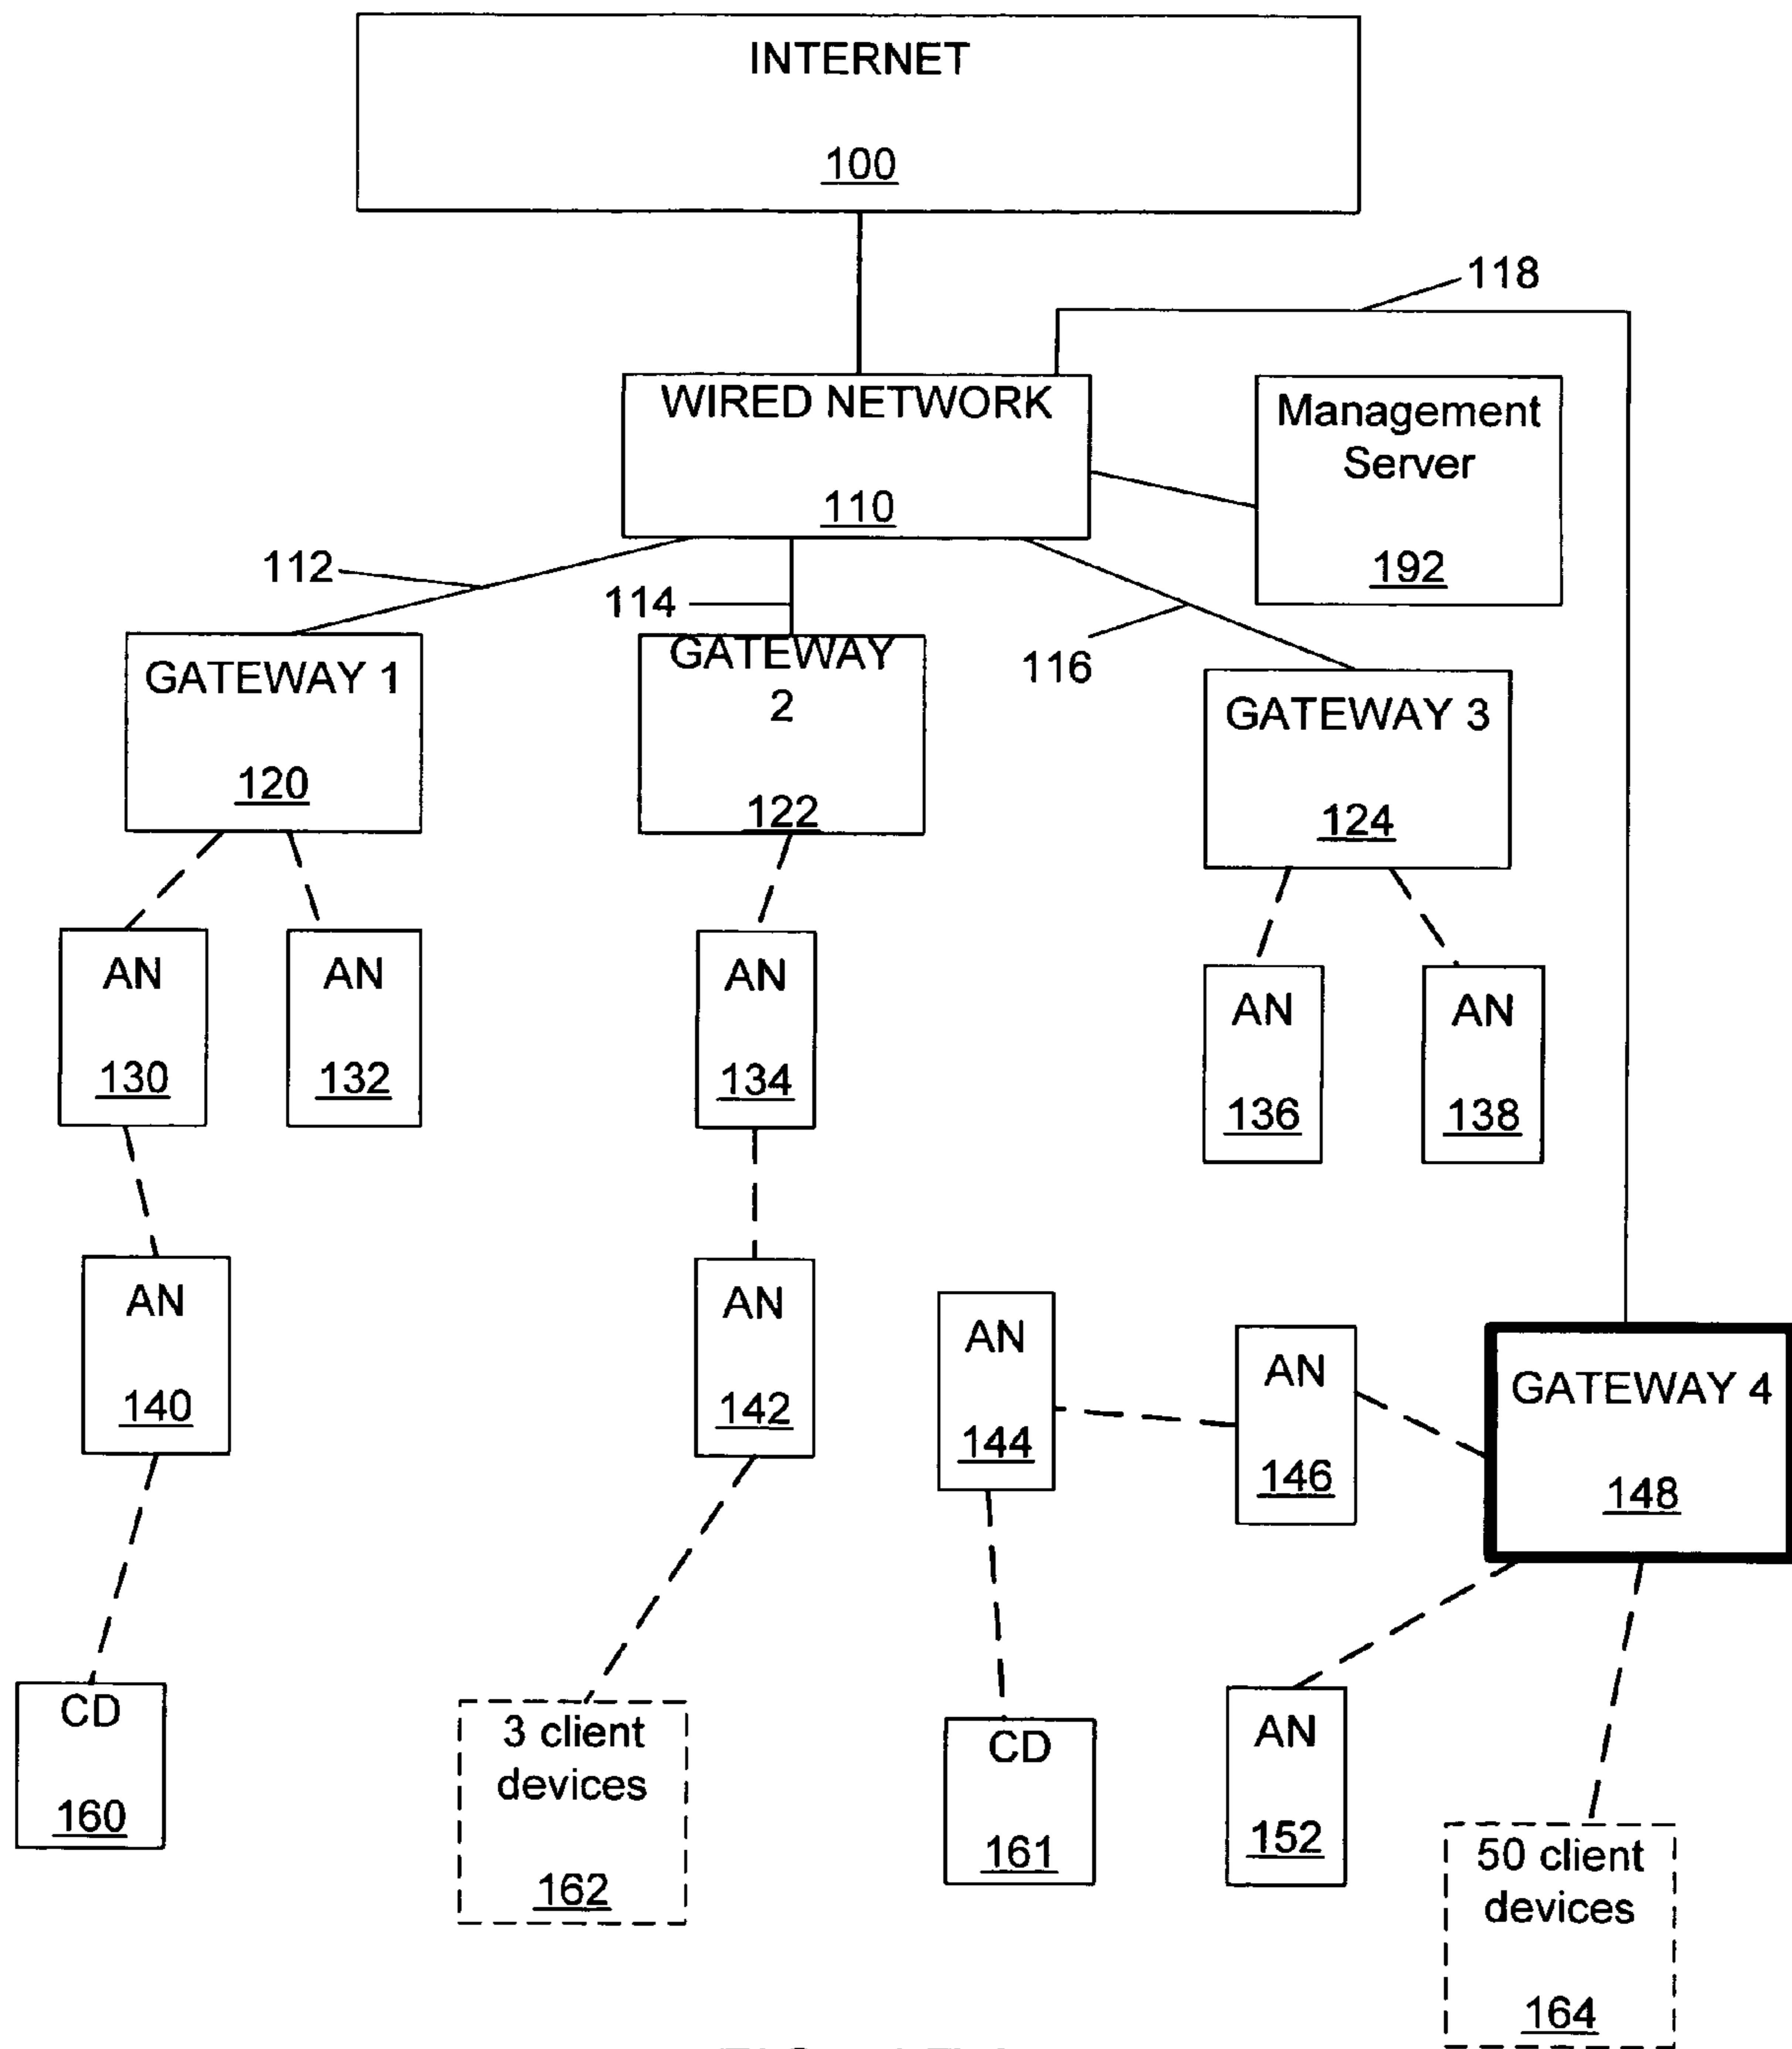 INTERNET
100
118
WIRED NETWORK
110
Management
Server
192
112
114
116
GATEWAY 1
120
GATEWAY
2
122
GATEWAY 3
124
AN
130
AN
132
AN
134
AN
136
AN
138
AN
140
AN
142
AN
144
AN
146
GATEWAY 4
148
CD
160
3 client
devices
162
CD
161
AN
152
50 client
devices
164